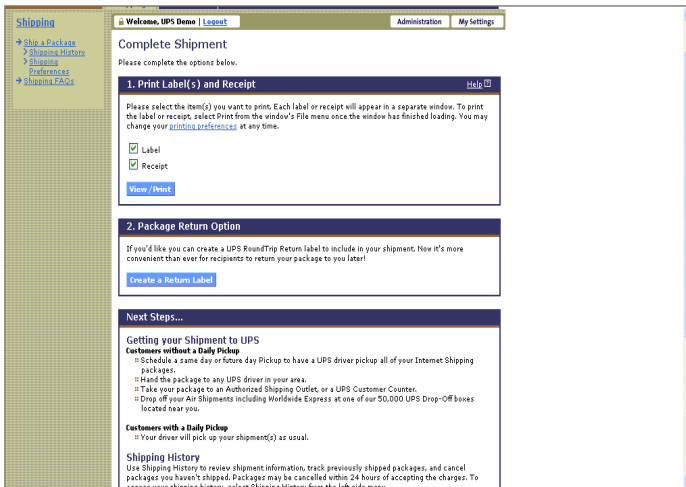 Shipping
Welcome, UPS Demo | Logout
Administration
My Settings
Ship a Package
Shipping History
Shipping
Preferences
Shipping FAQs
Complete Shipment
Please complete the options below.
1. Print Label(s) and Receipt
Help ?
Please select the item(s) you want to print. Each label or receipt will appear in a separate window. To print
the label or receipt, select Print from the window's File menu once the window has finished loading. You may
change your printing preferences at any time.
Label
Receipt
View/Print
2. Package Return Option
If you'd like you can create a UPS RoundTrip Return label to include in your shipment. Now it's more
convenient than ever for recipients to return your package to you later!
Create a Return Label
Next Steps...
Getting your Shipment to UPS
Customers without a Daily Pickup
Schedule a same day or future day Pickup to have a UPS driver pickup all of your Internet Shipping
packages.
Hand the package to any UPS driver in your area.
Take your package to an Authorized Shipping Outlet, or a UPS Customer Counter.
Drop off your Air Shipments including Worldwide Express at one of our 50,000 UPS Drop-Off boxes
located near you.
Customers with a Daily Pickup
Your driver will pick up your shipment(s) as usual.
Shipping History
Use Shipping History to review shipment information, track previously shipped packages, and cancel
packages you haven't shipped. Packages may be cancelled within 24 hours of accepting the charges. To
access your shipping history, select Shipping History from the left side menu.